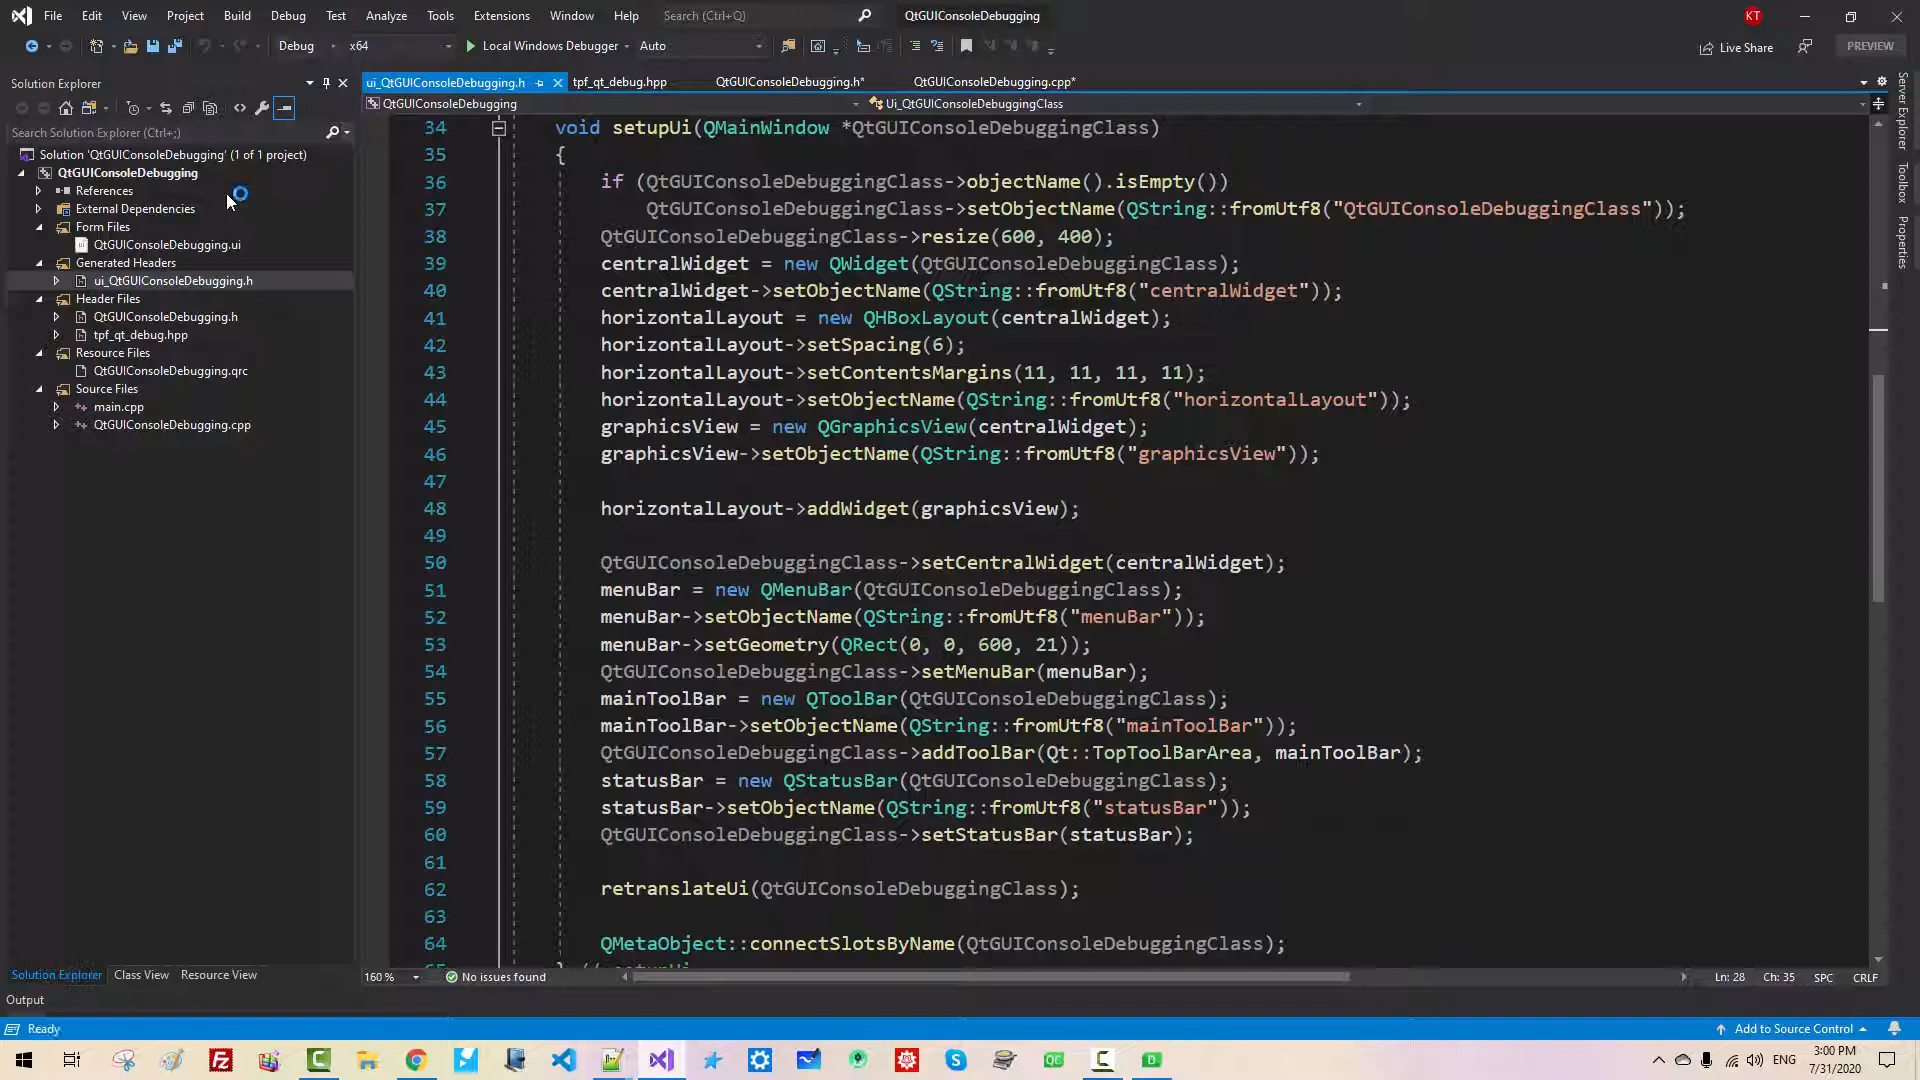 File Edit View Project Build Debug Test Analyze Tools Extensions Window Help Search (Ctrl+Q) QtGUIConsoleDebugging KT
Debug x64 Local Windows Debugger Auto Live Share PREVIEW
Solution Explorer
ui_QtGUIConsoleDebugging.h tpf_qt_debug.hpp QtGUIConsoleDebugging.h* QtGUIConsoleDebugging.cpp*
QtGUIConsoleDebugging Ui_QtGUIConsoleDebuggingClass
Search Solution Explorer (Ctrl+;)
Solution 'QtGUIConsoleDebugging' (1 of 1 project)
QtGUIConsoleDebugging
References
External Dependencies
Form Files
QtGUIConsoleDebugging.ui
Generated Headers
ui_QtGUIConsoleDebugging.h
Header Files
QtGUIConsoleDebugging.h
tpf_qt_debug.hpp
Resource Files
QtGUIConsoleDebugging.qrc
Source Files
main.cpp
QtGUIConsoleDebugging.cpp
34 void setupUi(QMainWindow *QtGUIConsoleDebuggingClass)
35 {
36 if (QtGUIConsoleDebuggingClass->objectName().isEmpty())
37 QtGUIConsoleDebuggingClass->setObjectName(QString::fromUtf8("QtGUIConsoleDebuggingClass"));
38 QtGUIConsoleDebuggingClass->resize(600, 400);
39 centralWidget = new QWidget(QtGUIConsoleDebuggingClass);
40 centralWidget->setObjectName(QString::fromUtf8("centralWidget"));
41 horizontalLayout = new QHBoxLayout(centralWidget);
42 horizontalLayout->setSpacing(6);
43 horizontalLayout->setContentsMargins(11, 11, 11, 11);
44 horizontalLayout->setObjectName(QString::fromUtf8("horizontalLayout"));
45 graphicsView = new QGraphicsView(centralWidget);
46 graphicsView->setObjectName(QString::fromUtf8("graphicsView"));
47
48 horizontalLayout->addWidget(graphicsView);
49
50 QtGUIConsoleDebuggingClass->setCentralWidget(centralWidget);
51 menuBar = new QMenuBar(QtGUIConsoleDebuggingClass);
52 menuBar->setObjectName(QString::fromUtf8("menuBar"));
53 menuBar->setGeometry(QRect(0, 0, 600, 21));
54 QtGUIConsoleDebuggingClass->setMenuBar(menuBar);
55 mainToolBar = new QToolBar(QtGUIConsoleDebuggingClass);
56 mainToolBar->setObjectName(QString::fromUtf8("mainToolBar"));
57 QtGUIConsoleDebuggingClass->addToolBar(Qt::TopToolBarArea, mainToolBar);
58 statusBar = new QStatusBar(QtGUIConsoleDebuggingClass);
59 statusBar->setObjectName(QString::fromUtf8("statusBar"));
60 QtGUIConsoleDebuggingClass->setStatusBar(statusBar);
61
62 retranslateUi(QtGUIConsoleDebuggingClass);
63
64 QMetaObject::connectSlotsByName(QtGUIConsoleDebuggingClass);
Server Explorer
Toolbox
Properties
Solution Explorer Class View Resource View
160 % No issues found Ln: 28 Ch: 35 SPC CRLF
Output
Ready Add to Source Control
ENG 3:00 PM
7/31/2020